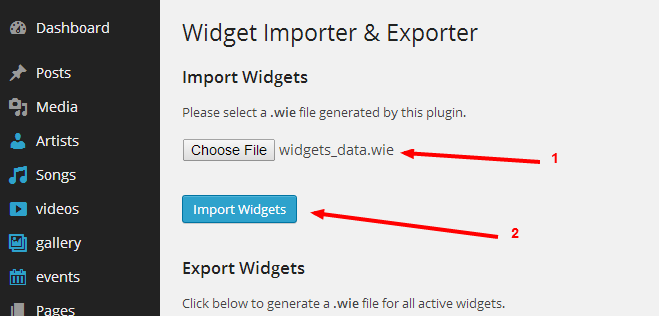 Dashboard
Posts
Media
Artists
Songs
videos
gallery
events
Pages
Widget Importer & Exporter
Import Widgets
Please select a .wie file generated by this plugin.
Choose File widgets_data.wie
1
Import Widgets
2
Export Widgets
Click below to generate a .wie file for all active widgets.